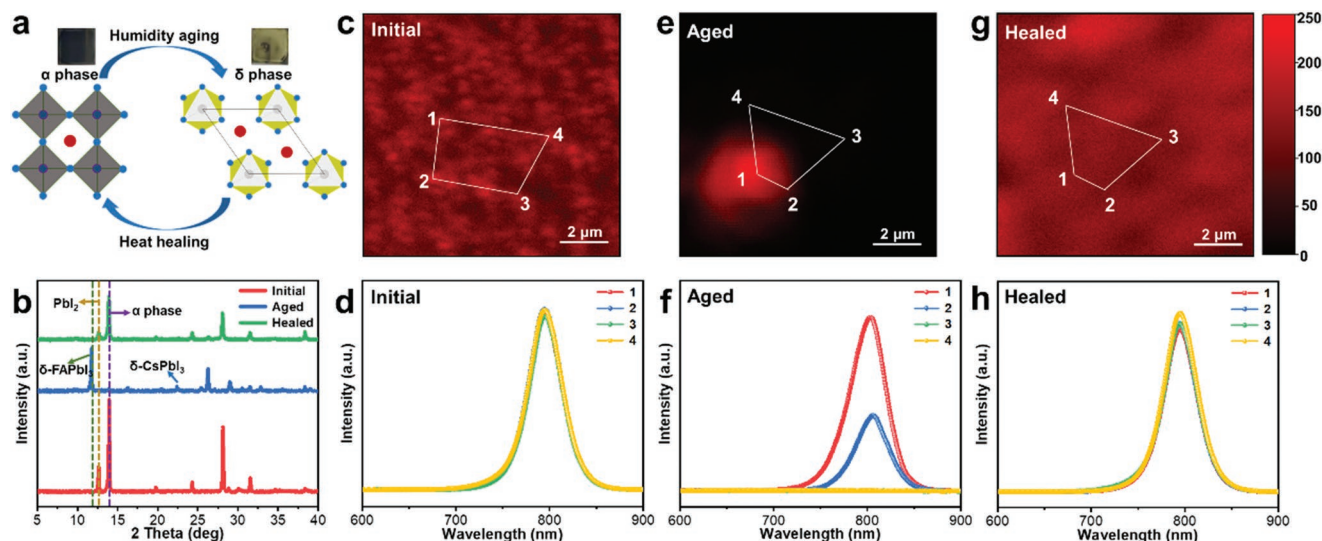 a
Humidity aging
α phase
δ phase
Heat healing
c
Initial
1
2
3
4
2 μm
e
Aged
4
3
1
2
2 μm
g
Healed
4
3
1
2
2 μm
250
200
150
100
50
0
b
PbI2
α phase
Initial
Aged
Healed
δ-FAPbI3
δ-CsPbI3
Intensity (a.u.)
5 10 15 20 25 30 35 40
2 Theta (deg)
d
Initial
1
2
3
4
Intensity (a.u.)
600 700 800 900
Wavelength (nm)
f
Aged
1
2
3
4
Intensity (a.u.)
600 700 800 900
Wavelength (nm)
h
Healed
1
2
3
4
Intensity (a.u.)
600 700 800 900
Wavelength (nm)